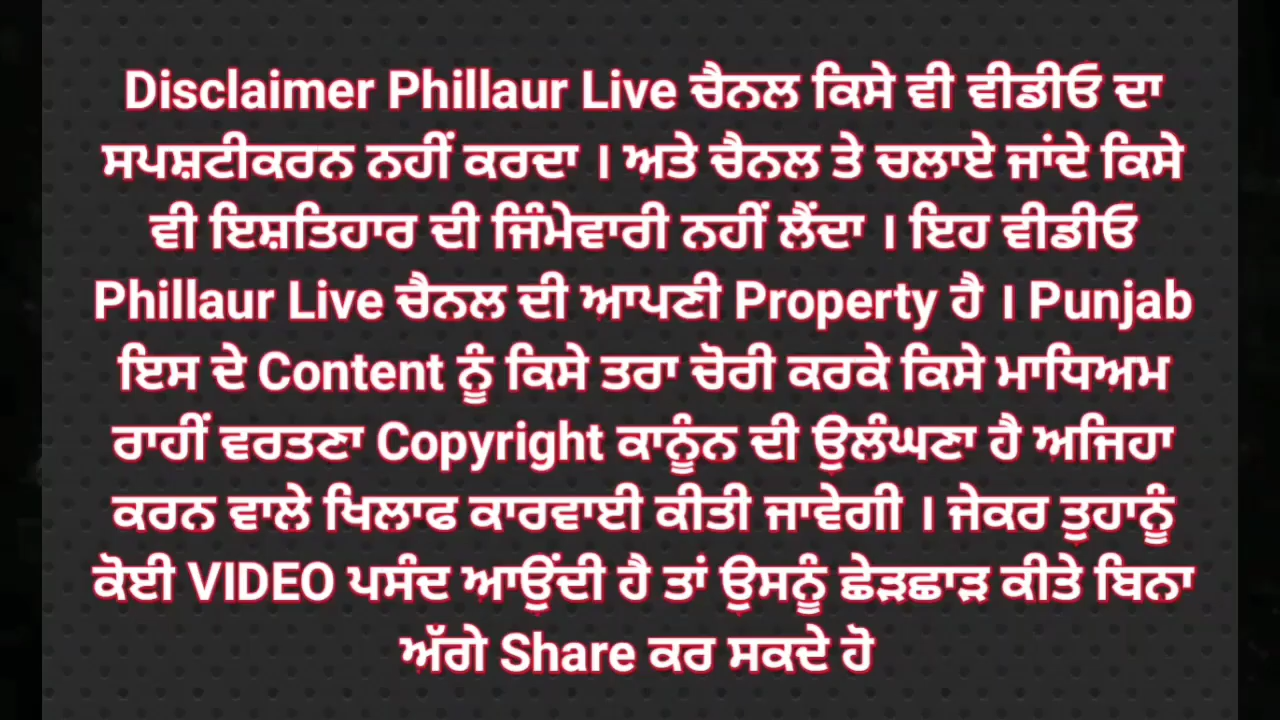 Disclaimer Phillaur Live ਚੈਨਲ ਕਿਸੇ ਵੀ ਵੀਡੀਓ ਦਾ
ਸਪਸ਼ਟੀਕਰਨ ਨਹੀਂ ਕਰਦਾ । ਅਤੇ ਚੈਨਲ ਤੇ ਚਲਾਏ ਜਾਂਦੇ ਕਿਸੇ
ਵੀ ਇਸ਼ਤਿਹਾਰ ਦੀ ਜਿੰਮੇਵਾਰੀ ਨਹੀਂ ਲੈਂਦਾ । ਇਹ ਵੀਡੀਓ
Phillaur Live ਚੈਨਲ ਦੀ ਆਪਣੀ Property ਹੈ । Punjab
ਇਸ ਦੇ Content ਨੂੰ ਕਿਸੇ ਤਰਾ ਚੋਰੀ ਕਰਕੇ ਕਿਸੇ ਮਾਧਿਅਮ
ਰਾਹੀਂ ਵਰਤਣਾ Copyright ਕਾਨੂੰਨ ਦੀ ਉਲੰਘਣਾ ਹੈ ਅਜਿਹਾ
ਕਰਨ ਵਾਲੇ ਖਿਲਾਫ ਕਾਰਵਾਈ ਕੀਤੀ ਜਾਵੇਗੀ । ਜੇਕਰ ਤੁਹਾਨੂੰ
ਕੋਈ VIDEO ਪਸੰਦ ਆਉਂਦੀ ਹੈ ਤਾਂ ਉਸਨੂੰ ਛੇੜਛਾੜ ਕੀਤੇ ਬਿਨਾ
ਅੱਗੇ Share ਕਰ ਸਕਦੇ ਹੋ